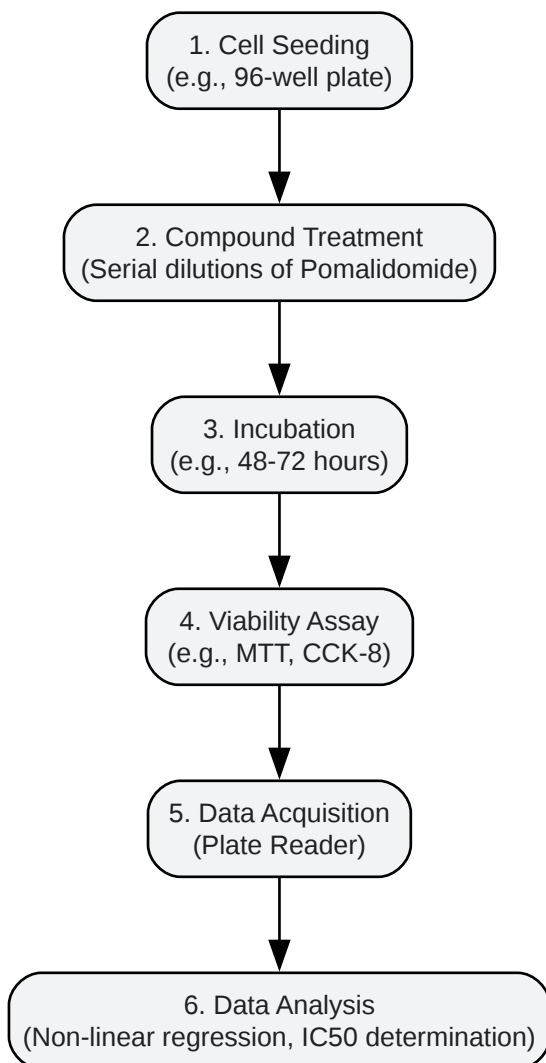 1. Cell Seeding
(e.g., 96-well plate)
2. Compound Treatment
(Serial dilutions of Pomalidomide)
3. Incubation
(e.g., 48-72 hours)
4. Viability Assay
(e.g., MTT, CCK-8)
5. Data Acquisition
(Plate Reader)
6. Data Analysis
(Non-linear regression, IC50 determination)